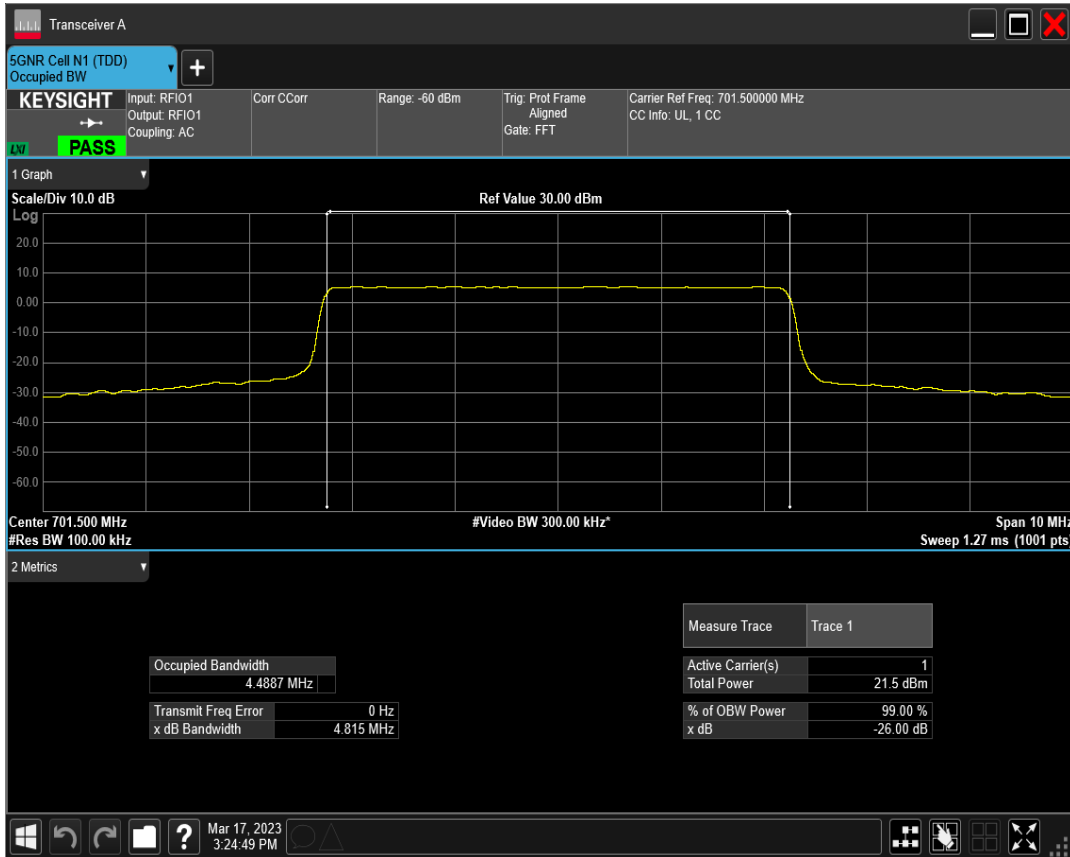 Transceiver A
5GNR Cell N1 (TDD)
Occupied BW
+
KEYSIGHT
LXI
PASS
Input: RFIO1
Output: RFIO1
Coupling: AC
Corr CCorr
Range: -60 dBm
Trig: Prot Frame
Aligned
Gate: FFT
Carrier Ref Freq: 701.500000 MHz
CC Info: UL, 1 CC
1 Graph
Scale/Div 10.0 dB
Ref Value 30.00 dBm
Log
20.0
10.0
0.00
-10.0
-20.0
-30.0
-40.0
-50.0
-60.0
Center 701.500 MHz
#Video BW 300.00 kHz*
Span 10 MHz
#Res BW 100.00 kHz
Sweep 1.27 ms (1001 pts)
2 Metrics
Measure Trace Trace 1
Occupied Bandwidth
4.4887 MHz
Active Carrier(s) 1
Total Power 21.5 dBm
Transmit Freq Error 0 Hz
x dB Bandwidth 4.815 MHz
% of OBW Power 99.00 %
x dB -26.00 dB
?
Mar 17, 2023
3:24:49 PM